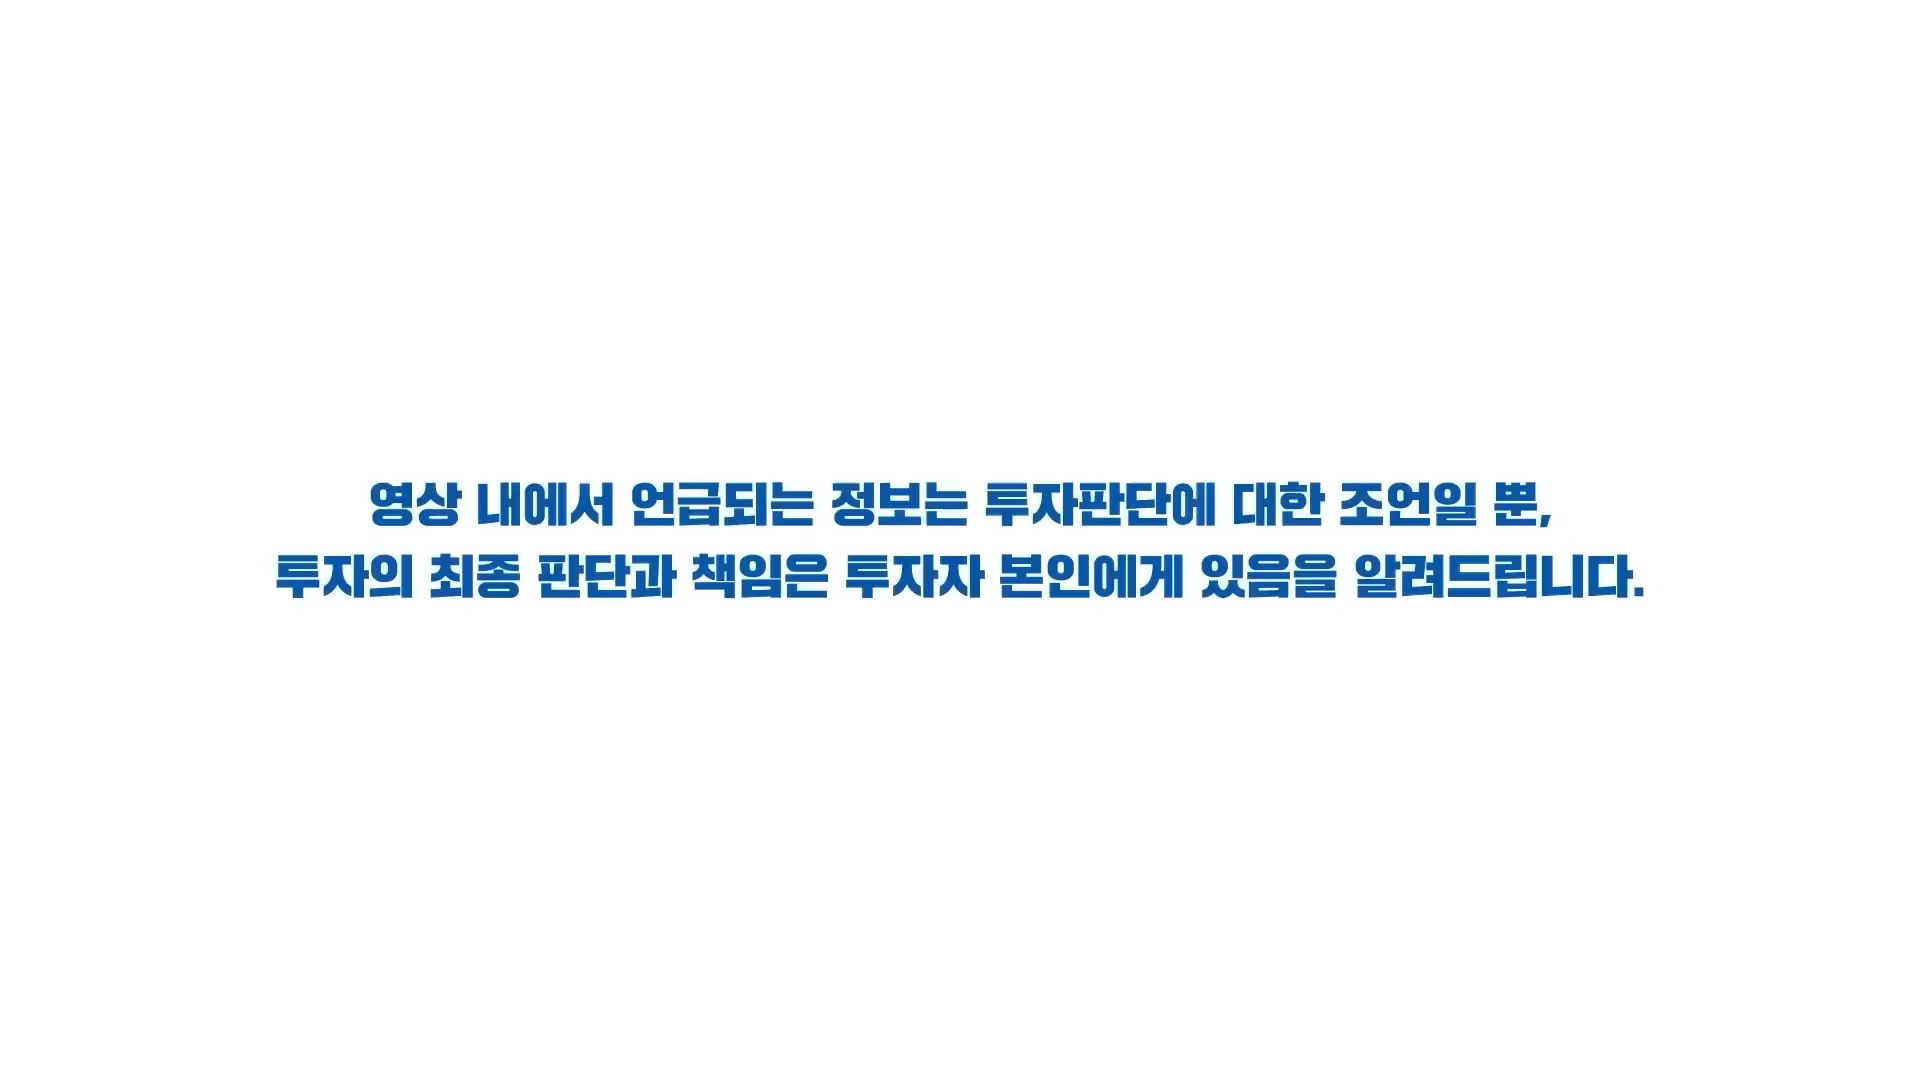 영상 내에서 언급되는 정보는 투자판단에 대한 조언일 뿐,
투자의 최종 판단과 책임은 투자자 본인에게 있음을 알려드립니다.